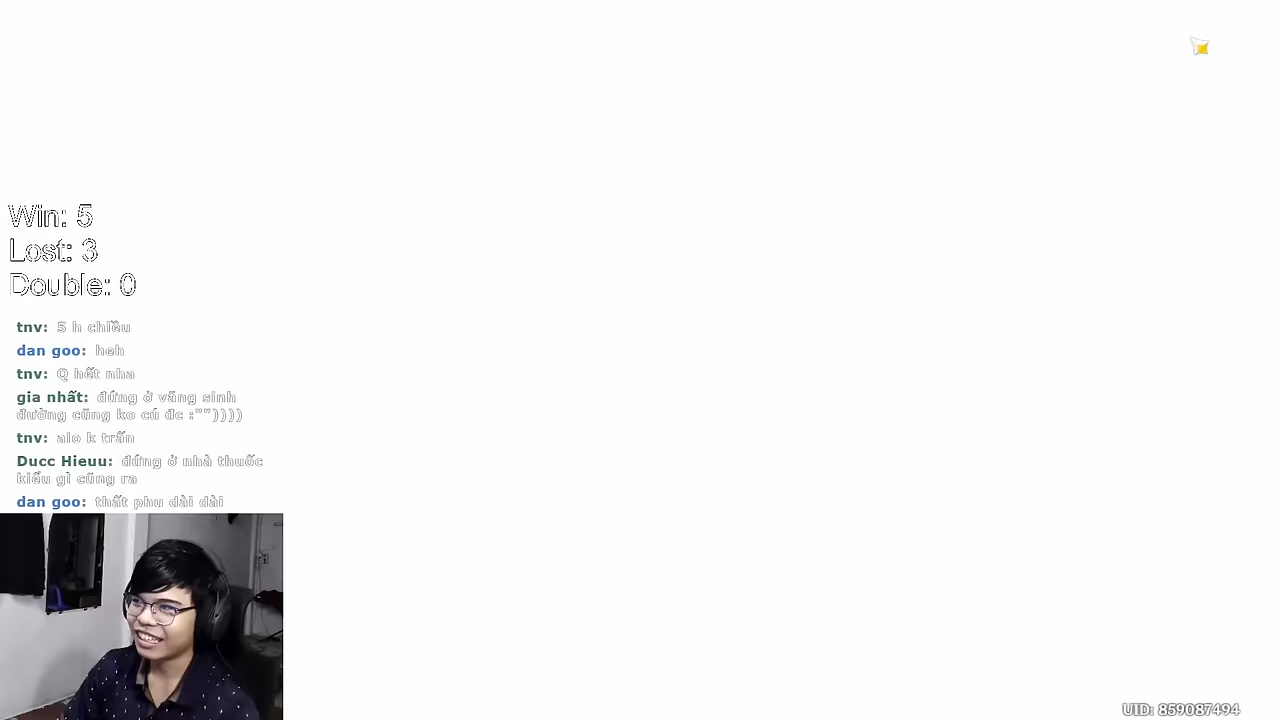 Win: 5
Lost: 3
Double: 0
tnv: 5 h chiều
dan goo: heh
tnv: Q hết nha
gia nhất: đứng ở vãng sinh
đường cũng ko cú đc :""))))
tnv: alo k trấn
Ducc Hieuu: đứng ở nhà thuốc
kiểu gì cũng ra
dan goo: thất phu dài dài
UID: 859087494